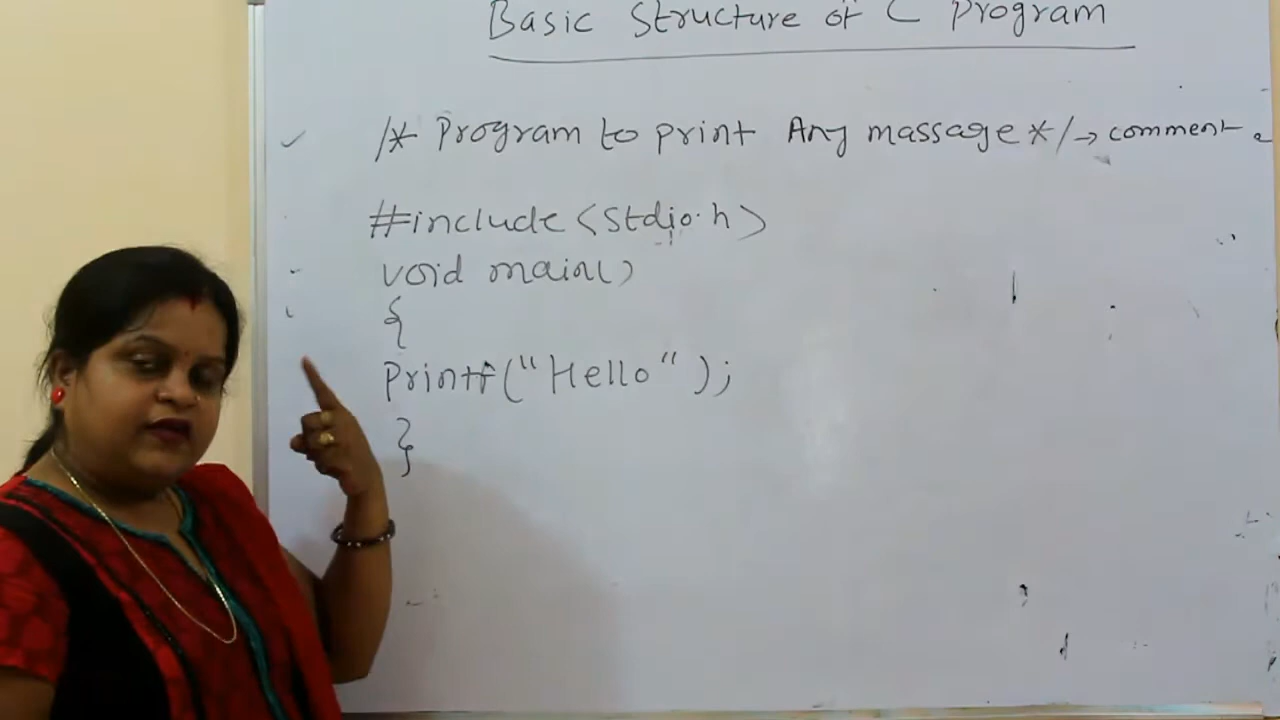 Basic Structure of C Program
/* Program to print Any massage */ → comment
#include <Stdio.h>
void main()
{
Printf("Hello");
}